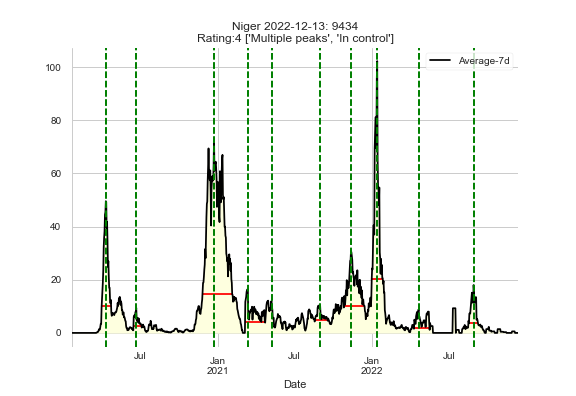 Niger 2022-12-13: 9434
Rating:4 ['Multiple peaks', 'In control']
Average-7d
100
80
60
40
20
0
Jul
Jan
2021
Jul
Jan
2022
Jul
Date